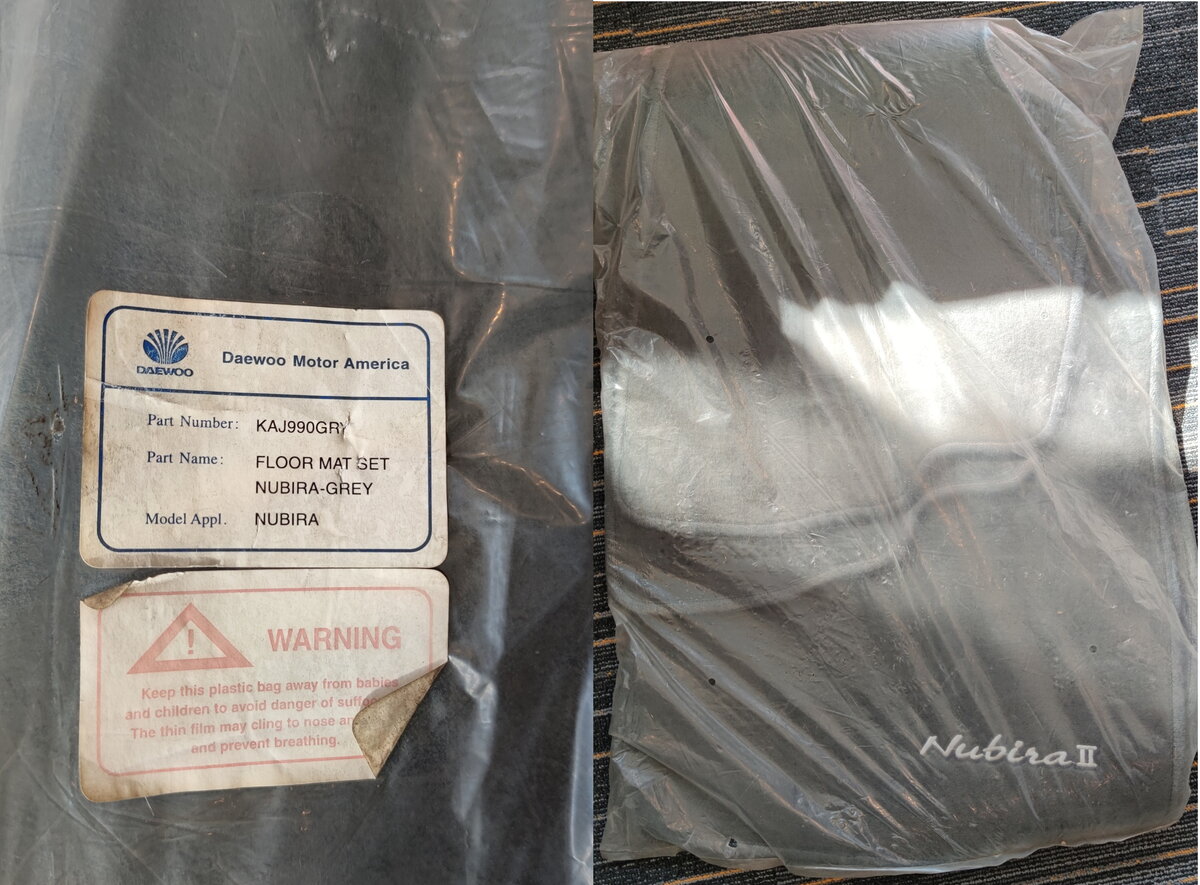 DAEWOO
Daewoo Motor America
Part Number: KAJ990GRY
Part Name: FLOOR MAT SET
NUBIRA-GREY
Model Appl. NUBIRA
!
WARNING
Keep this plastic bag away from babies
and children to avoid danger of
The thin film may cling to nose
and prevent breathing.
Nubira II